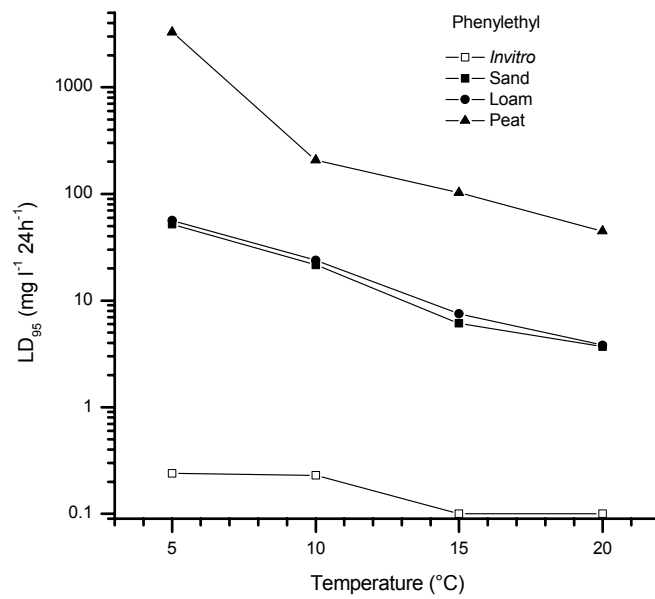 Phenylethyl
Invitro
Sand
Loam
Peat
1000
100
10
1
0.1
LD₉₅ (mg l⁻¹ 24h⁻¹)
5 10 15 20
Temperature (°C)